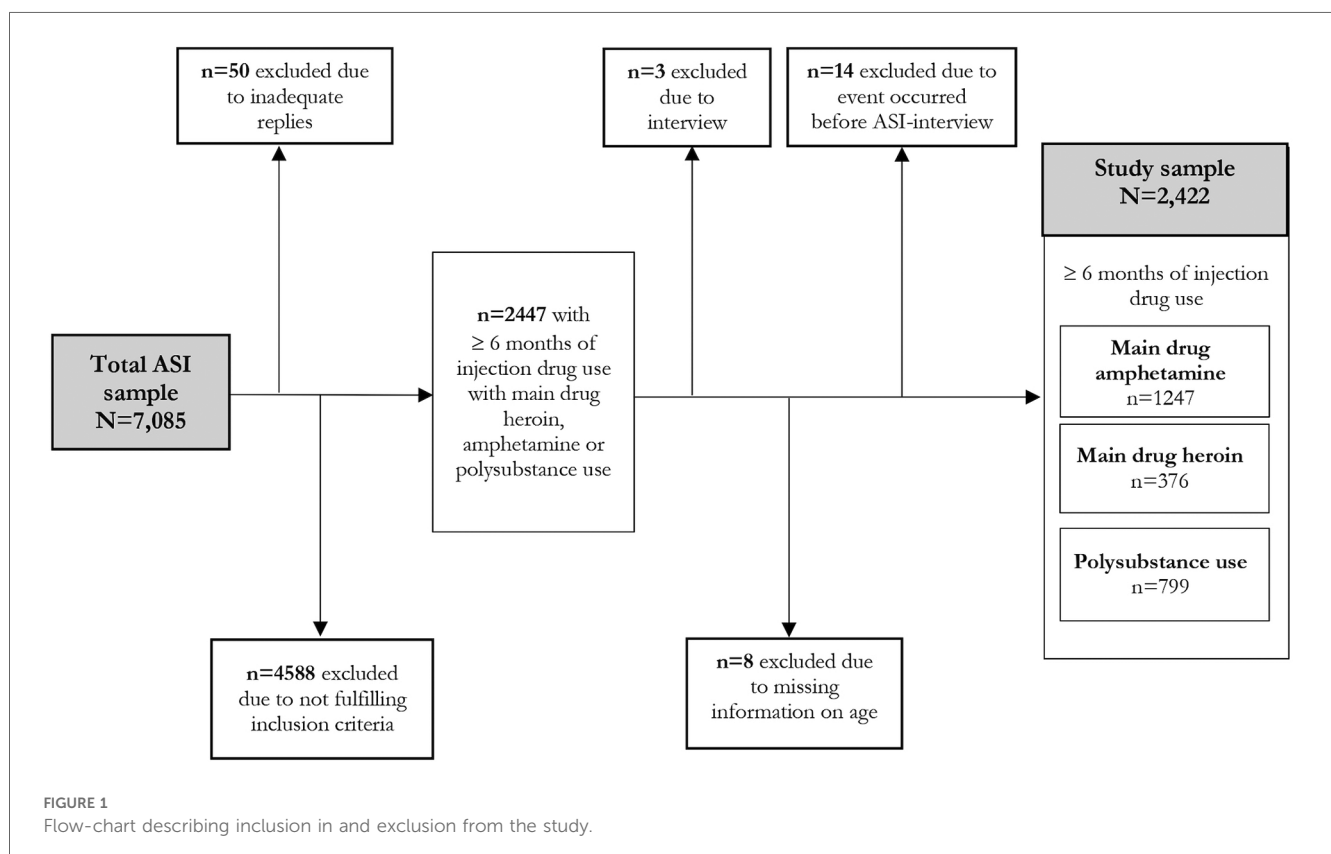 n=50 excluded due
to inadequate
replies
n=3 excluded
due to
interview
n=14 excluded due to
event occurred
before ASI-interview
Total ASI
sample
N=7,085
n=2447 with
≥ 6 months of
injection drug use
with main drug
heroin,
amphetamine or
polysubstance use
Study sample
N=2,422
≥ 6 months of injection
drug use
Main drug
amphetamine
n=1247
Main drug heroin
n=376
Polysubstance use
n=799
n=4588 excluded
due to not fulfilling
inclusion criteria
n=8 excluded due
to missing
information on age
FIGURE 1
Flow-chart describing inclusion in and exclusion from the study.